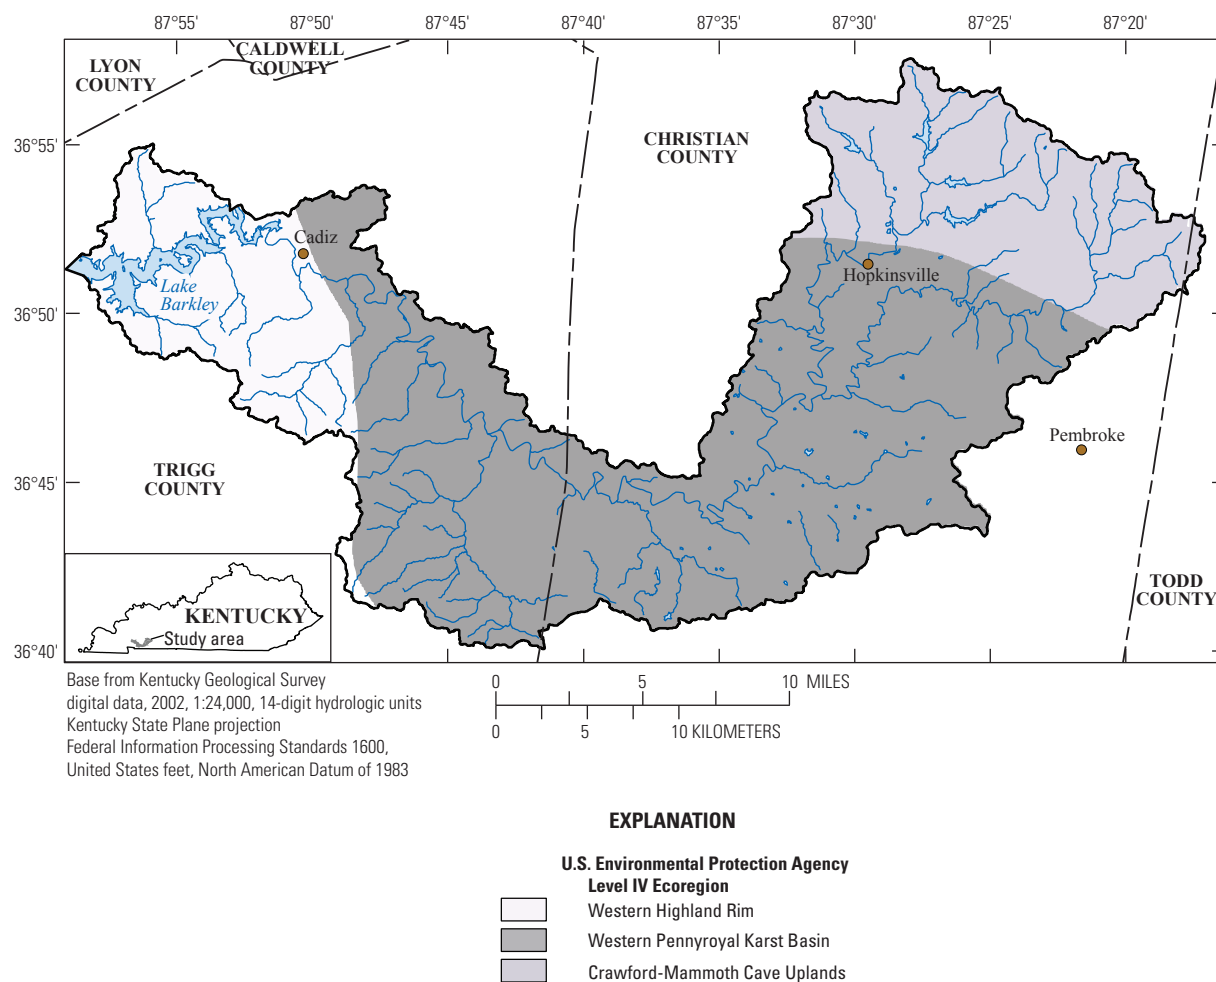 87°55' 87°50' 87°45' 87°40' 87°35' 87°30' 87°25' 87°20'
CALDWELL
COUNTY
LYON
COUNTY
36°55'
CHRISTIAN
COUNTY
Cadiz
Hopkinsville
Lake
Barkley
36°50'
Pembroke
TRIGG
COUNTY
36°45'
TODD
COUNTY
KENTUCKY
Study area
36°40'
Base from Kentucky Geological Survey
digital data, 2002, 1:24,000, 14-digit hydrologic units
Kentucky State Plane projection
Federal Information Processing Standards 1600,
United States feet, North American Datum of 1983
0 5 10 MILES
0 5 10 KILOMETERS
EXPLANATION
U.S. Environmental Protection Agency
Level IV Ecoregion
Western Highland Rim
Western Pennyroyal Karst Basin
Crawford-Mammoth Cave Uplands